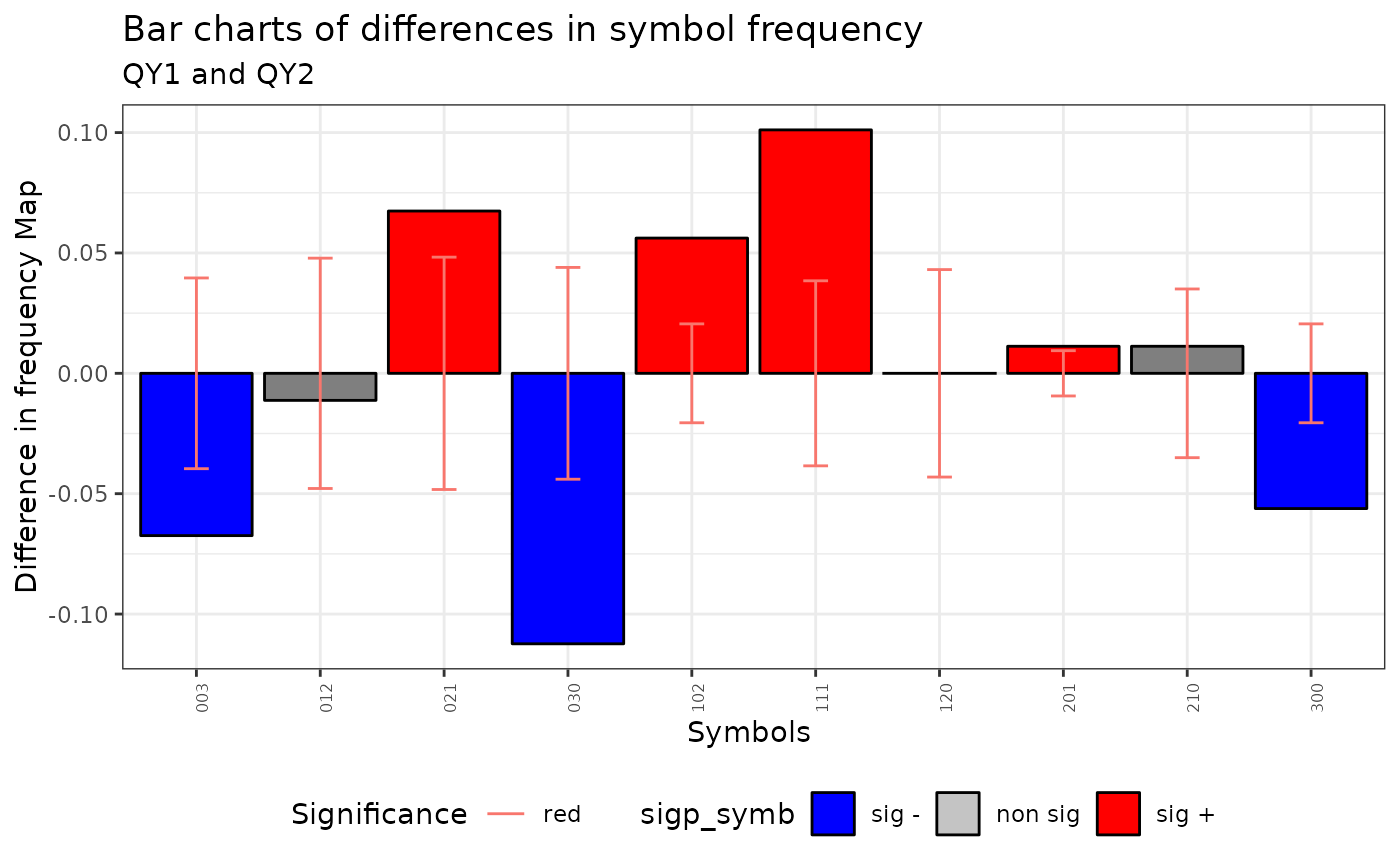 Bar charts of differences in symbol frequency
QY1 and QY2
Difference in frequency Map
0.10
0.05
0.00
-0.05
-0.10
003 012 021 030 102 111 120 201 210 300
Symbols
Significance red sigp_symb sig - non sig sig +